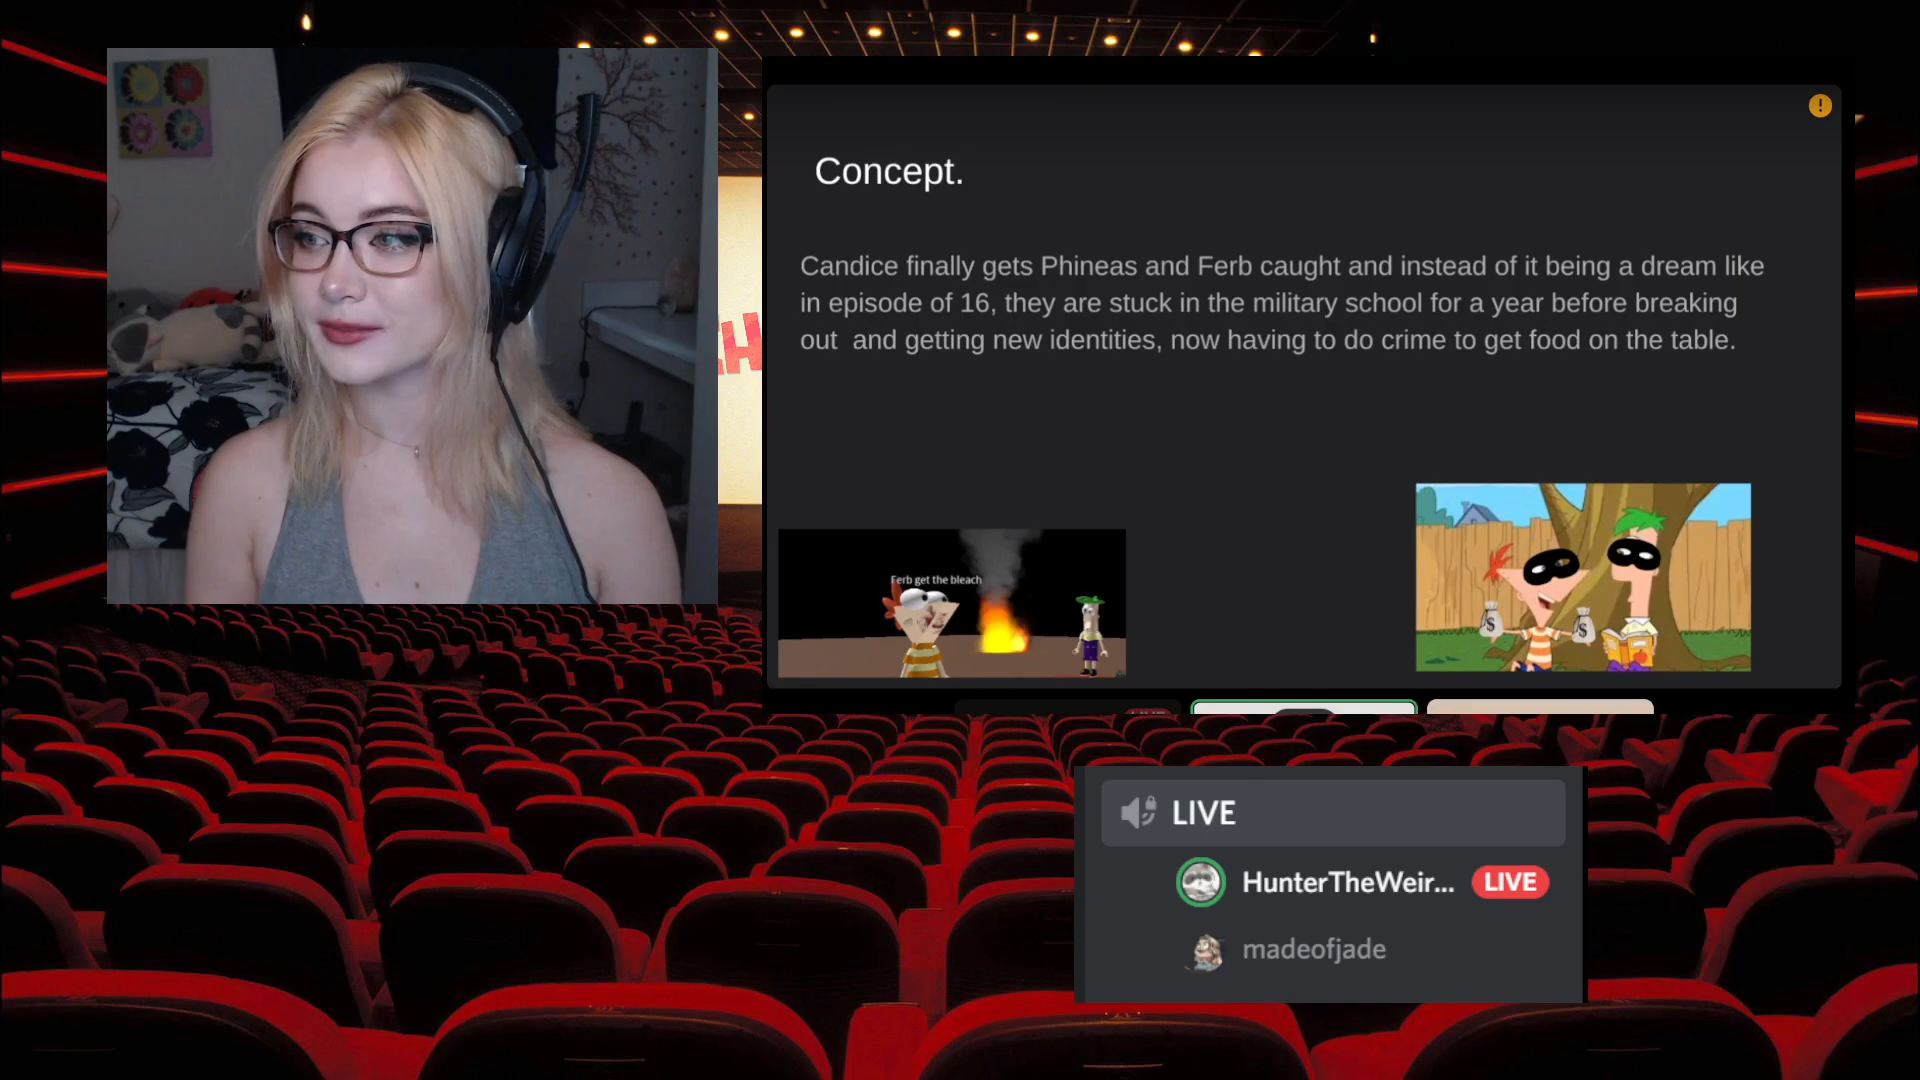 Concept.
Candice finally gets Phineas and Ferb caught and instead of it being a dream like
in episode of 16, they are stuck in the military school for a year before breaking
out  and getting new identities, now having to do crime to get food on the table.
Ferb get the bleach
$ $
LIVE
HunterTheWeir... LIVE
madeofjade